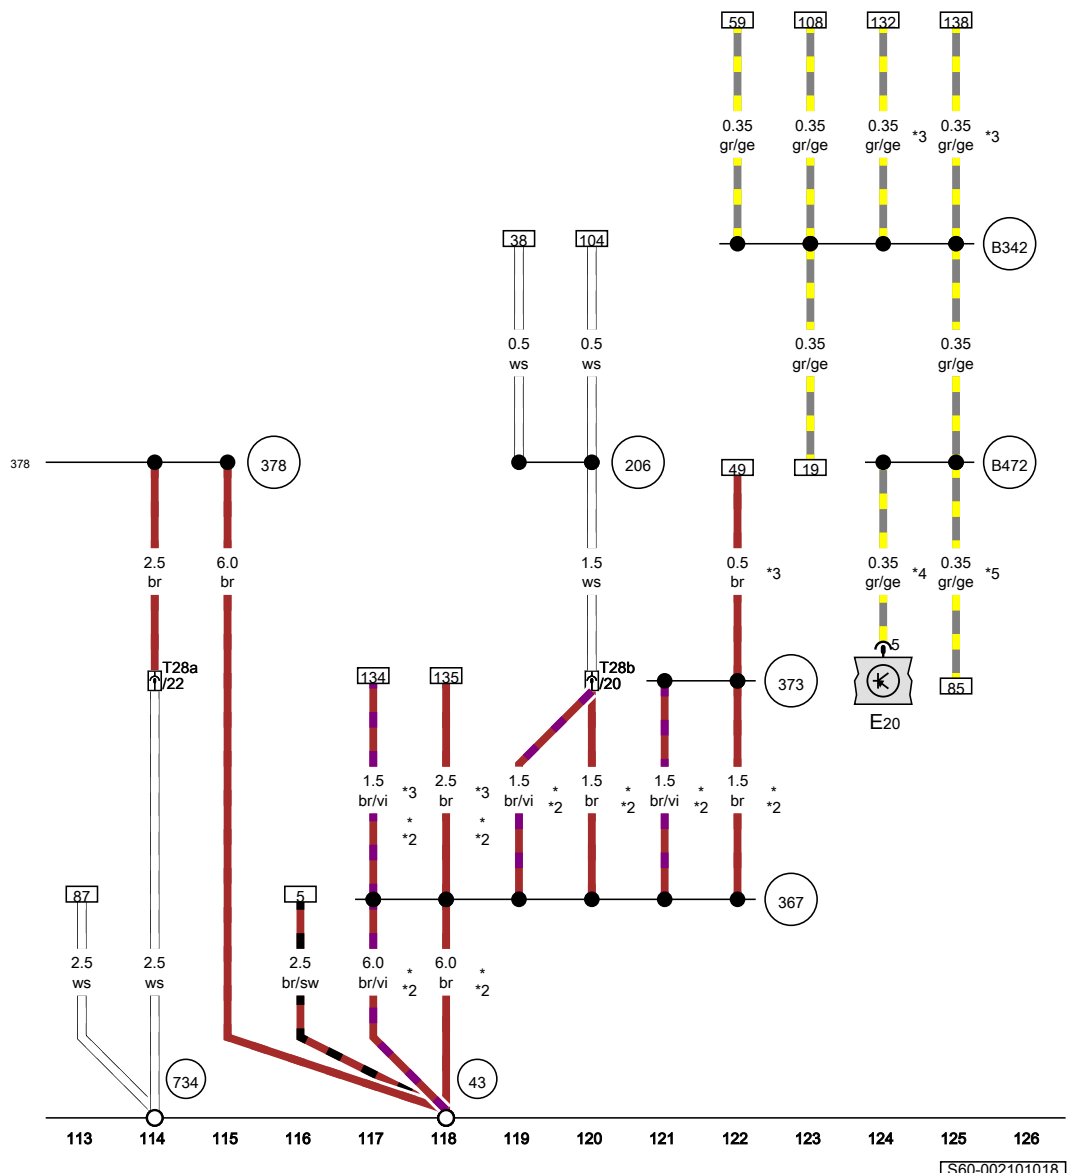 59 108 132 138
0.35 0.35 0.35 0.35
gr/ge gr/ge gr/ge *3 gr/ge *3
38 104 B342
0.5 0.5 0.35 0.35
ws ws gr/ge gr/ge
378 378 206 49 19 B472
2.5 6.0 1.5 0.5 0.35 0.35
br br ws br *3 gr/ge *4 gr/ge *5
5
T28a
/22
134 135
T28b
/20
373
85
E20
1.5 2.5 1.5 1.5 1.5 1.5
br/vi *3 br *3 br/vi * *2 br * *2 br/vi * *2 br * *2
* *
*2 *2
87 5 367
2.5 2.5 2.5 6.0 6.0
ws ws br/sw br/vi * *2 br * *2
734 43
113 114 115 116 117 118 119 120 121 122 123 124 125 126
S60-002101018